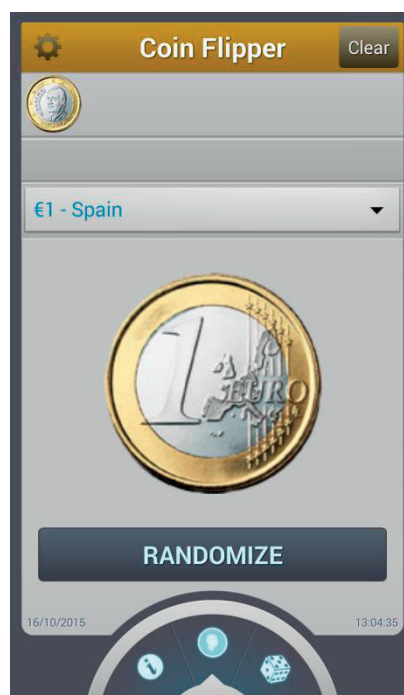 Coin Flipper
Clear
€1 - Spain
1
EURO
RANDOMIZE
16/10/2015
13:04:35
i